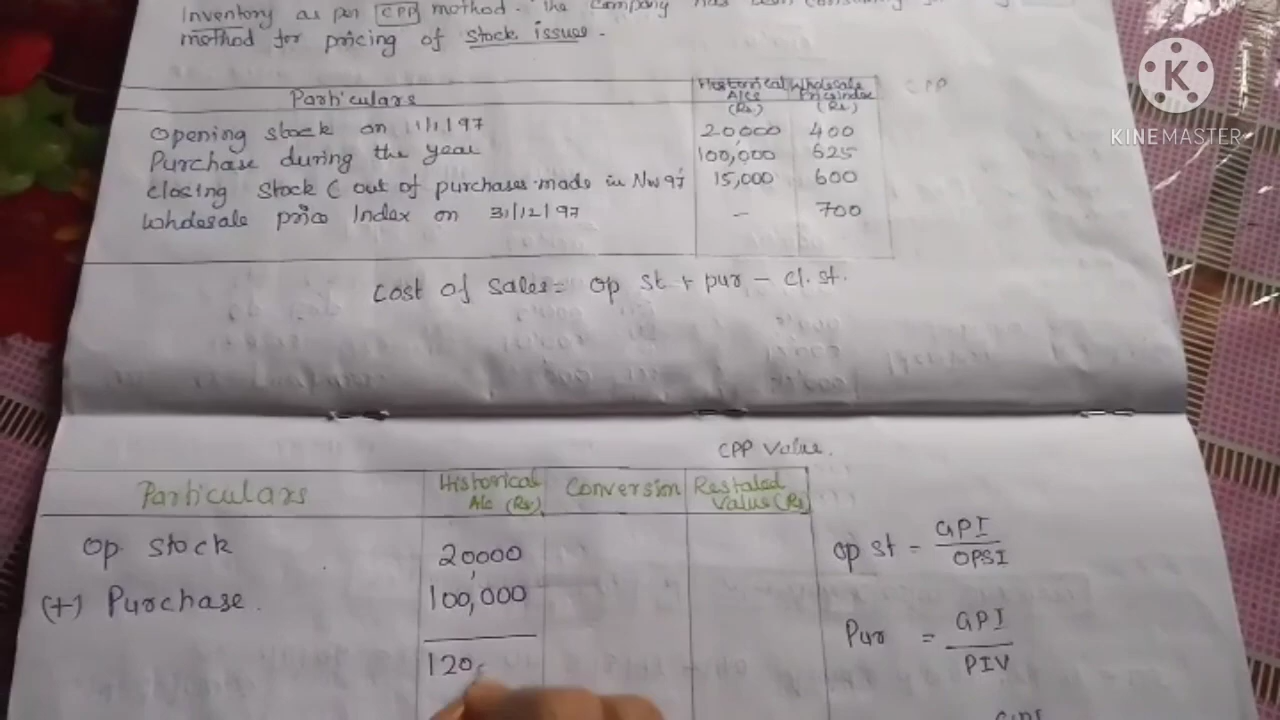 Inventory as per CPP method. The company has been
method for pricing of stock issues.
Particulars Historical A/cs (Rs) Wholesale Price Index (Rs) CPP
Opening stock on 1/1/97 20000 400
Purchase during the year 100,000 625
Closing stock ( out of purchases made in Nov 97 15,000 600
Wholesale price Index on 31/12/97 - 700
Cost of Sales = Op st + pur - cl. st.
CPP Value.
Particulars Historical A/c (Rs) Conversion Restated Value (Rs)
Op stock 20000
(+) Purchase. 100,000
120,
Op st = GPI / OPSI
Pur = GPI / PIV
GPI
K
KINEMASTER